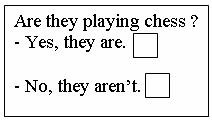 Are they playing chess ?
- Yes, they are.
- No, they aren’t.